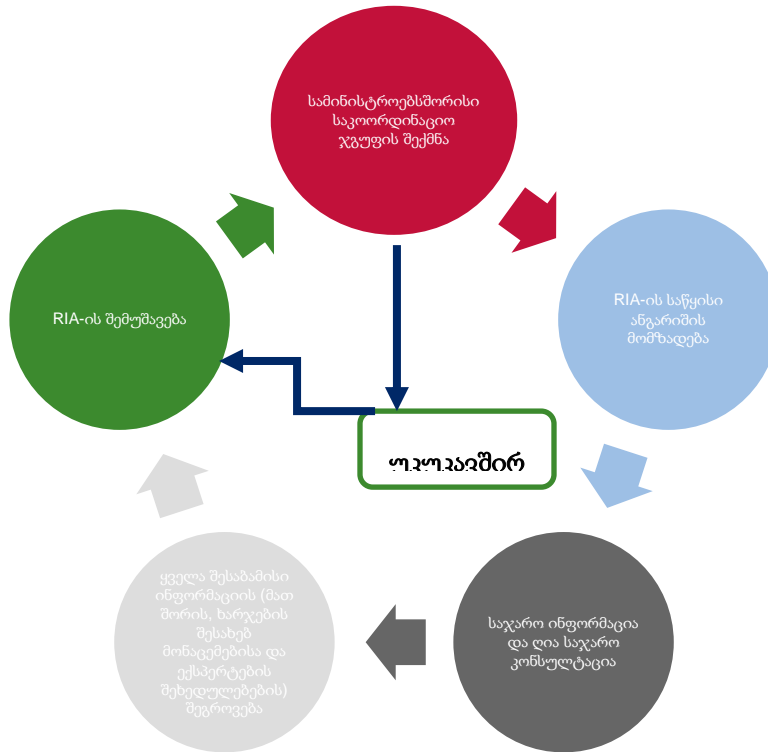 სამინისტროებსშორისი
საკოორდინაციო
ჯგუფის შექმნა
RIA-ის საწყისი
ანგარიშის
მომზადება
საჯარო ინფორმაცია
და ღია საჯარო
კონსულტაცია
ყველა შესაბამისი
ინფორმაციის (მათ
შორის, ხარჯების
შესახებ
მონაცემებისა და
ექსპერტების
შეხედულებების)
შეგროვება
RIA-ის შემუშავება